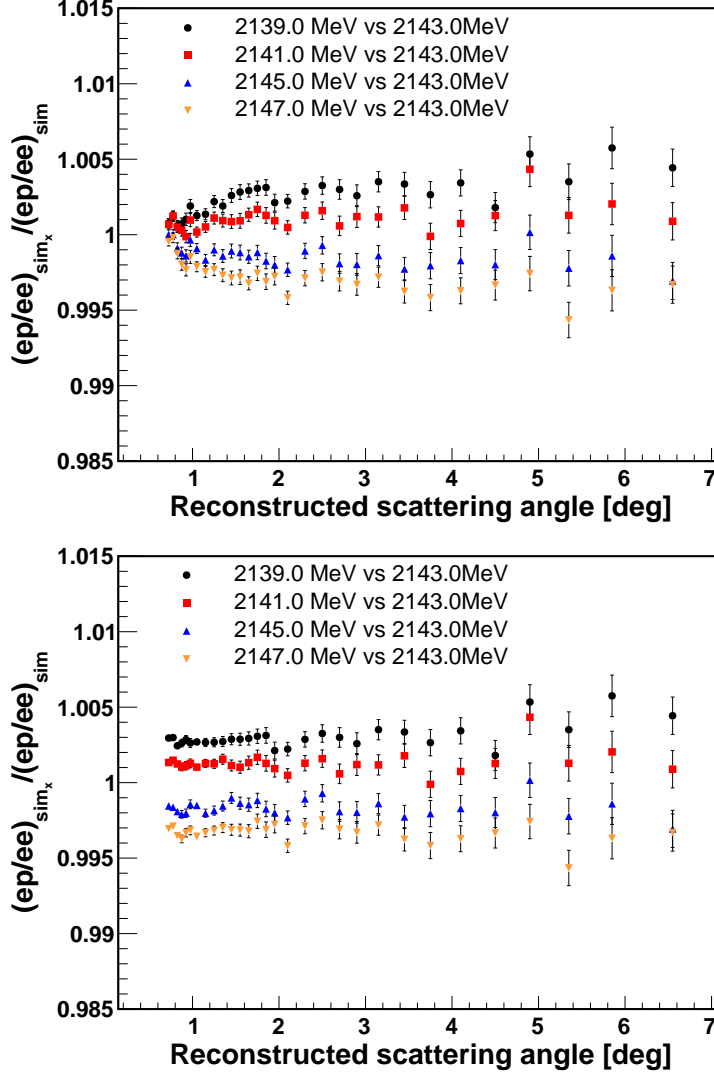 1.015
1.01
1.005
1
0.995
0.99
0.985
(ep/ee)sim_x/(ep/ee)sim
2139.0 MeV vs 2143.0MeV
2141.0 MeV vs 2143.0MeV
2145.0 MeV vs 2143.0MeV
2147.0 MeV vs 2143.0MeV
1 2 3 4 5 6 7
Reconstructed scattering angle [deg]
1.015
1.01
1.005
1
0.995
0.99
0.985
(ep/ee)sim_x/(ep/ee)sim
2139.0 MeV vs 2143.0MeV
2141.0 MeV vs 2143.0MeV
2145.0 MeV vs 2143.0MeV
2147.0 MeV vs 2143.0MeV
1 2 3 4 5 6 7
Reconstructed scattering angle [deg]